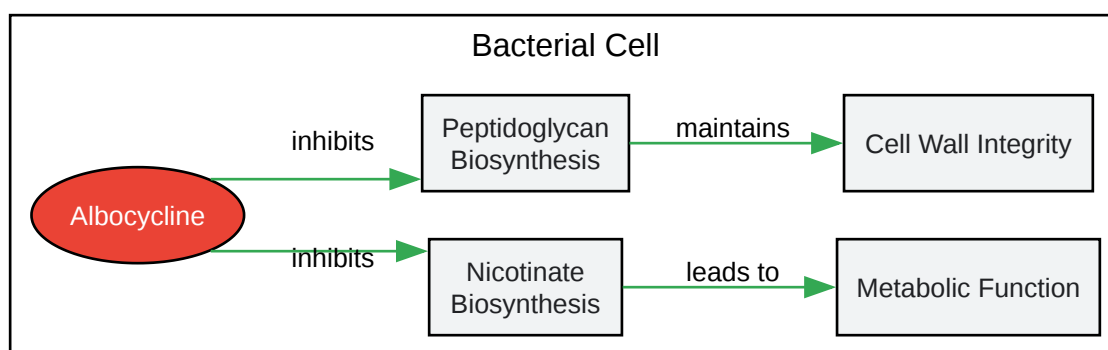 Bacterial Cell
inhibits
Peptidoglycan
Biosynthesis
maintains
Cell Wall Integrity
Albocycline
inhibits
Nicotinate
Biosynthesis
leads to
Metabolic Function